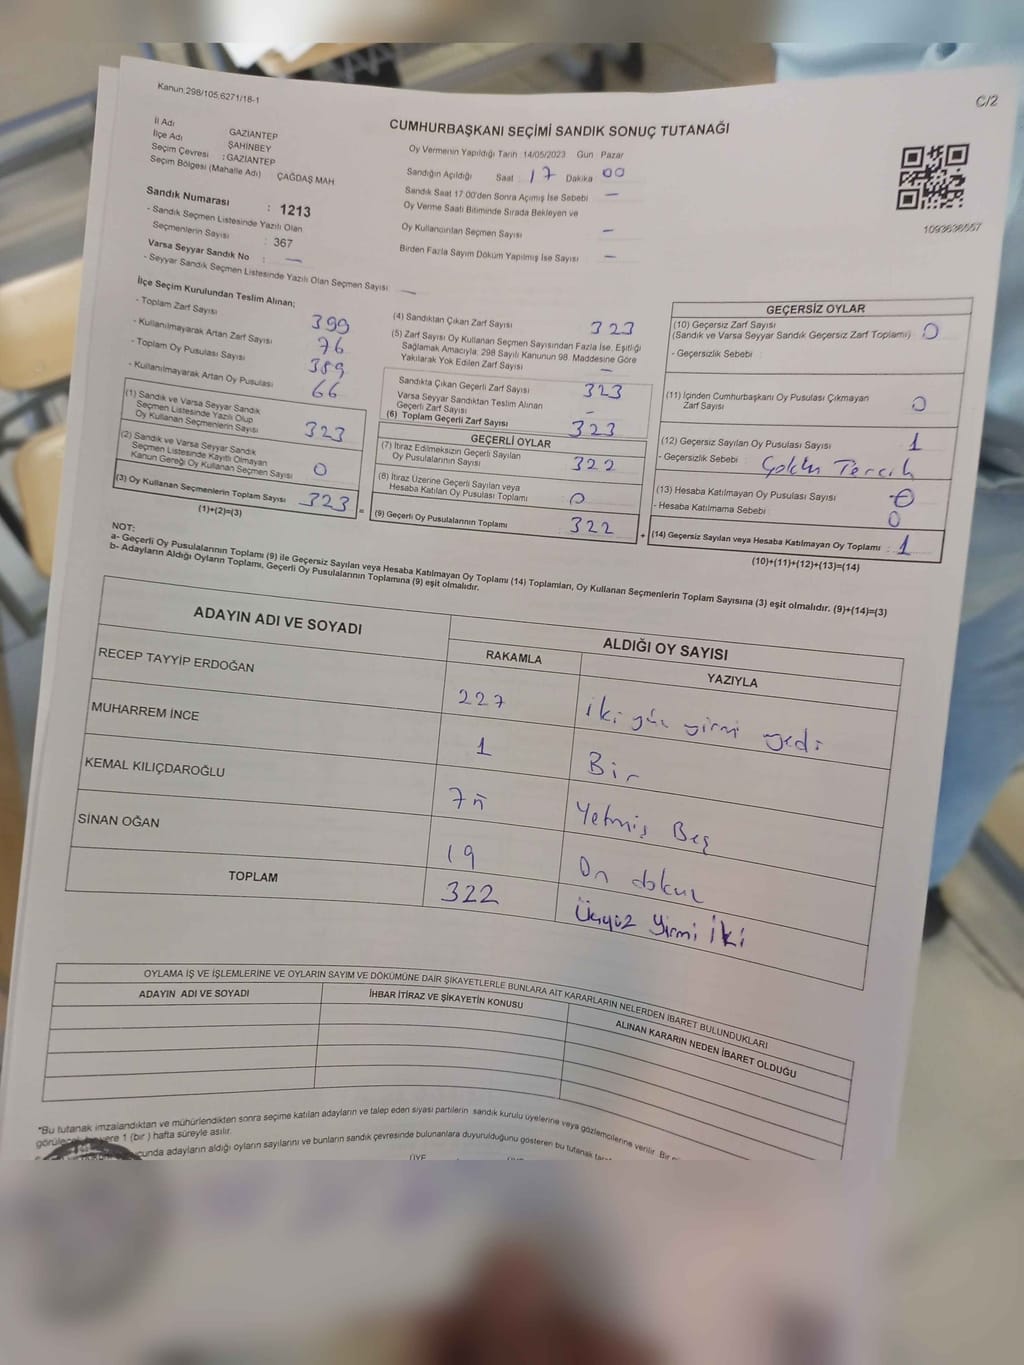 Kanun;298/105,6271/18-1
C/2
CUMHURBAŞKANI SEÇİMİ SANDIK SONUÇ TUTANAĞI
İl Adı GAZİANTEP
İlçe Adı ŞAHİNBEY
Seçim Çevresi : GAZİANTEP
Seçim Bölgesi (Mahalle Adı) : ÇAĞDAŞ MAH
Sandık Numarası : 1213
- Sandık Seçmen Listesinde Yazılı Olan
Seçmenlerin Sayısı : 367
Varsa Seyyar Sandık No : —
- Seyyar Sandık Seçmen Listesinde Yazılı Olan Seçmen Sayısı : —
Oy Vermenin Yapıldığı Tarih 14/05/2023 Gün Pazar
Sandığın Açıldığı Saat 17 Dakika 00
Sandık Saat 17:00'den Sonra Açımış İse Sebebi —
Oy Verme Saati Bitiminde Sırada Bekleyen ve
Oy Kullandırılan Seçmen Sayısı —
Birden Fazla Sayım Döküm Yapılmış İse Sayısı —
1093636557
İlçe Seçim Kurulundan Teslim Alınan;
- Toplam Zarf Sayısı 399
- Kullanılmayarak Artan Zarf Sayısı 76
- Toplam Oy Pusulası Sayısı 389
- Kullanılmayarak Artan Oy Pusulası 66
(1) Sandık ve Varsa Seyyar Sandık
Seçmen Listesinde Yazılı Olup
Oy Kullanan Seçmenlerin Sayısı 323
(2) Sandık ve Varsa Seyyar Sandık
Seçmen Listesinde Kayıtlı Olmayan
Kanun Gereği Oy Kullanan Seçmen Sayısı 0
(3) Oy Kullanan Seçmenlerin Toplam Sayısı 323 =
(1)+(2)=(3)
(4) Sandıktan Çıkan Zarf Sayısı 323
(5) Zarf Sayısı Oy Kullanan Seçmen Sayısından Fazla İse, Eşitliği
Sağlamak Amacıyla, 298 Sayılı Kanunun 98. Maddesine Göre
Yakılarak Yok Edilen Zarf Sayısı —
Sandıkta Çıkan Geçerli Zarf Sayısı 323
Varsa Seyyar Sandıktan Teslim Alınan
Geçerli Zarf Sayısı -
(6) Toplam Geçerli Zarf Sayısı 323
GEÇERLİ OYLAR
(7) İtiraz Edilmeksizin Geçerli Sayılan
Oy Pusulalarının Sayısı 322
(8) İtiraz Üzerine Geçerli Sayılan veya
Hesaba Katılan Oy Pusulası Toplamı 0
(9) Geçerli Oy Pusulalarının Toplamı 322 +
GEÇERSİZ OYLAR
(10) Geçersiz Zarf Sayısı
(Sandık ve Varsa Seyyar Sandık Geçersiz Zarf Toplamı) 0
- Geçersizlik Sebebi :
(11) İçinden Cumhurbaşkanı Oy Pusulası Çıkmayan
Zarf Sayısı 0
(12) Geçersiz Sayılan Oy Pusulası Sayısı 1
- Geçersizlik Sebebi : Çoklu Tercih
(13) Hesaba Katılmayan Oy Pusulası Sayısı 0
- Hesaba Katılmama Sebebi : 0
(14) Geçersiz Sayılan veya Hesaba Katılmayan Oy Toplamı : 1
(10)+(11)+(12)+(13)=(14)
NOT:
a- Geçerli Oy Pusulalarının Toplamı (9) ile Geçersiz Sayılan veya Hesaba Katılmayan Oy Toplamı (14) Toplamları, Oy Kullanan Seçmenlerin Toplam Sayısına (3) eşit olmalıdır. (9)+(14)=(3)
b- Adayların Aldığı Oyların Toplamı, Geçerli Oy Pusulalarının Toplamına (9) eşit olmalıdır.
ADAYIN ADI VE SOYADI
ALDIĞI OY SAYISI
RAKAMLA YAZIYLA
RECEP TAYYİP ERDOĞAN 227 iki yüz yirmi yedi
MUHARREM İNCE 1 Bir
KEMAL KILIÇDAROĞLU 75 Yetmiş Beş
SİNAN OĞAN 19 On dokuz
TOPLAM 322 Üçyüz Yirmi İki
OYLAMA İŞ VE İŞLEMLERİNE VE OYLARIN SAYIM VE DÖKÜMÜNE DAİR ŞİKAYETLERLE BUNLARA AİT KARARLARIN NELERDEN İBARET BULUNDUKLARI
ADAYIN ADI VE SOYADI
İHBAR İTİRAZ VE ŞİKAYETİN KONUSU
ALINAN KARARIN NEDEN İBARET OLDUĞU
"Bu tutanak imzalandıktan ve mühürlendikten sonra seçime katılan adayların ve talep eden siyasi partilerin sandık kurulu üyelerine veya gözlemcilerine verilir. Bir
yere 1 (bir ) hafta süreyle asılır.
adayların aldığı oyların sayılarını ve bunların sandık çevresinde bulunanlara duyurulduğunu gösteren bu tutanak
ÜYE